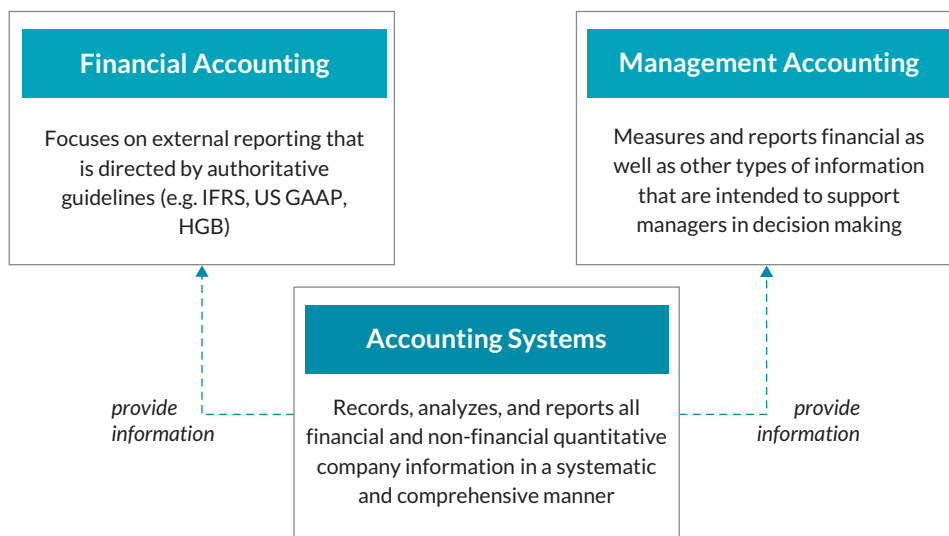 Financial Accounting
Focuses on external reporting that
is directed by authoritative
guidelines (e.g. IFRS, US GAAP,
HGB)
Management Accounting
Measures and reports financial as
well as other types of information
that are intended to support
managers in decision making
Accounting Systems
Records, analyzes, and reports all
financial and non-financial quantitative
company information in a systematic
and comprehensive manner
provide
information
provide
information